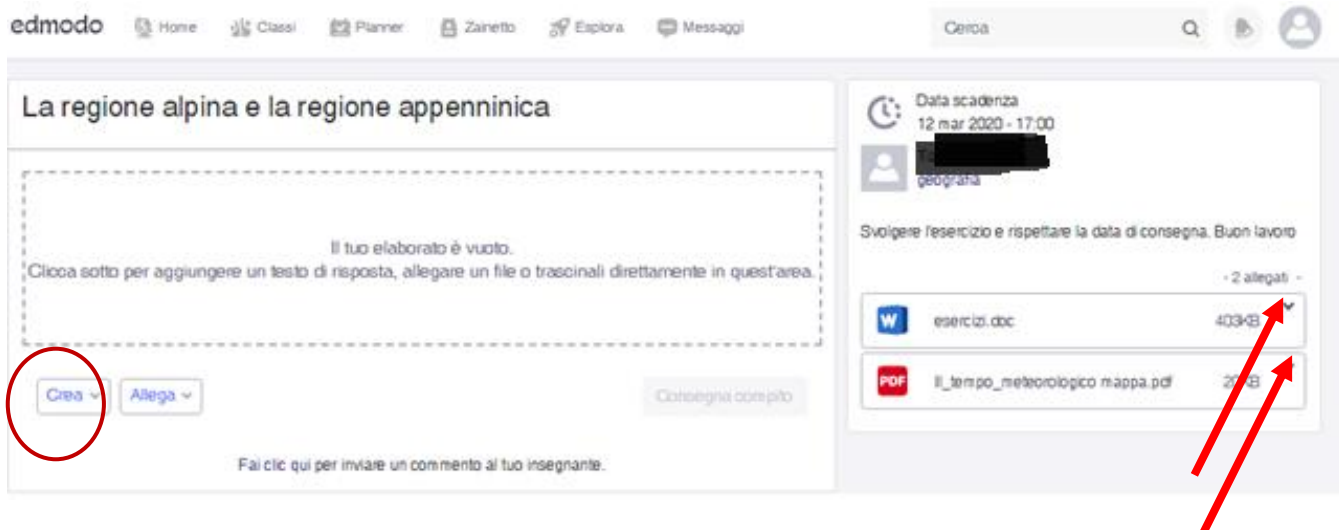 edmodo Home Classi Planner Zainetto Esplora Messaggi Cerca
La regione alpina e la regione appenninica
Il tuo elaborato è vuoto.
Clicca sotto per aggiungere un testo di risposta, allegare un file o trascinali direttamente in quest'area.
Crea Allega Consegna compito
Fai clic qui per inviare un commento al tuo insegnante.
Data scadenza
12 mar 2020 - 17:00
geografia
Svolgere l'esercizio e rispettare la data di consegna. Buon lavoro
- 2 allegati -
W esercizi.doc 403KB
PDF Il_tempo_meteorologico mappa.pdf